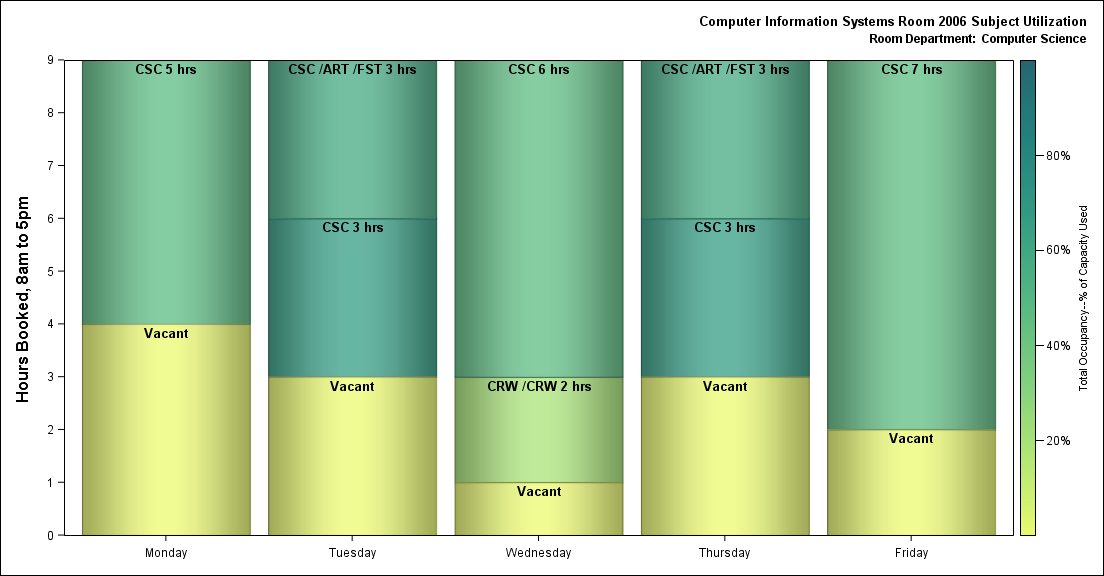 Computer Information Systems Room 2006 Subject Utilization
Room Department: Computer Science
Hours Booked, 8am to 5pm
9
8
7
6
5
4
3
2
1
0
CSC 5 hrs
Vacant
CSC /ART /FST 3 hrs
CSC 3 hrs
Vacant
CSC 6 hrs
CRW /CRW 2 hrs
Vacant
CSC /ART /FST 3 hrs
CSC 3 hrs
Vacant
CSC 7 hrs
Vacant
Monday
Tuesday
Wednesday
Thursday
Friday
80%
60%
40%
20%
Total Occupancy--% of Capacity Used